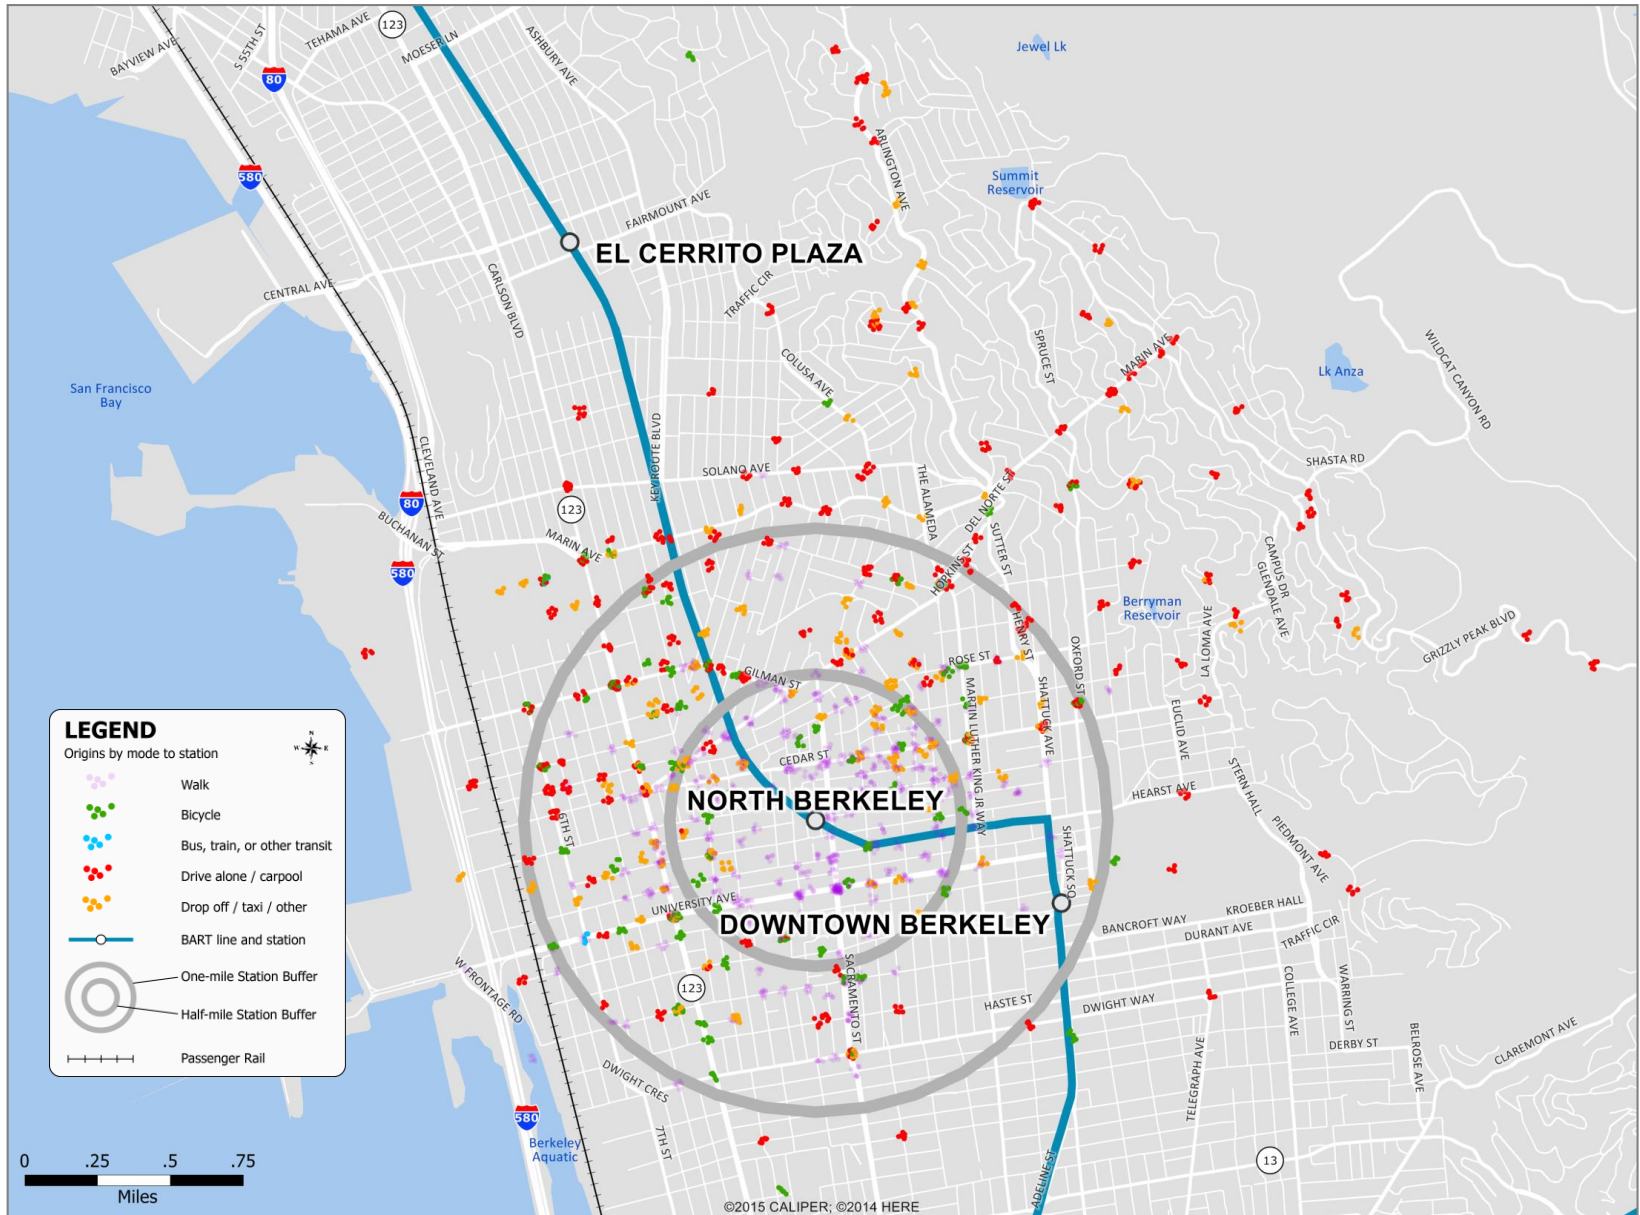 123
S 55TH ST
TEHAMA AVE
MOESER LN
ASHBURY AVE
BAYVIEW AVE
80
Jewel Lk
ARLINGTON AVE
580
Summit
Reservoir
FAIRMOUNT AVE
EL CERRITO PLAZA
CENTRAL AVE
CARLSON BLVD
TRAFFIC CIR
COLUSA AVE
SPRUCE ST
MARIN AVE
WILDCAT CANYON RD
Lk Anza
San Francisco
Bay
KEY ROUTE BLVD
CLEVELAND AVE
SOLANO AVE
THE ALAMEDA
DEL NORTE ST
SHASTA RD
80
123
BUCHANAN ST
MARIN AVE
SUTTER ST
HOPKINS ST
580
CAMPUS DR
GLENDALE AVE
Berryman
Reservoir
LA LOMA AVE
HENRY ST
GRIZZLY PEAK BLVD
OXFORD ST
ROSE ST
GILMAN ST
MARTIN LUTHER KING JR WAY
SHATTUCK AVE
EUCLID AVE
LEGEND
Origins by mode to station
N
W E
S
Walk
Bicycle
Bus, train, or other transit
Drive alone / carpool
Drop off / taxi / other
BART line and station
One-mile Station Buffer
Half-mile Station Buffer
Passenger Rail
CEDAR ST
STERN HALL
HEARST AVE
NORTH BERKELEY
6TH ST
PIEDMONT AVE
SHATTUCK SQ
UNIVERSITY AVE
KROEBER HALL
DOWNTOWN BERKELEY
BANCROFT WAY
DURANT AVE
TRAFFIC CIR
W FRONTAGE RD
SACRAMENTO ST
123
COLLEGE AVE
WARRING ST
HASTE ST
DWIGHT WAY
DERBY ST
BELROSE AVE
CLAREMONT AVE
TELEGRAPH AVE
DWIGHT CRES
580
7TH ST
Berkeley
Aquatic
ADELINE ST
13
0 .25 .5 .75
Miles
©2015 CALIPER; ©2014 HERE